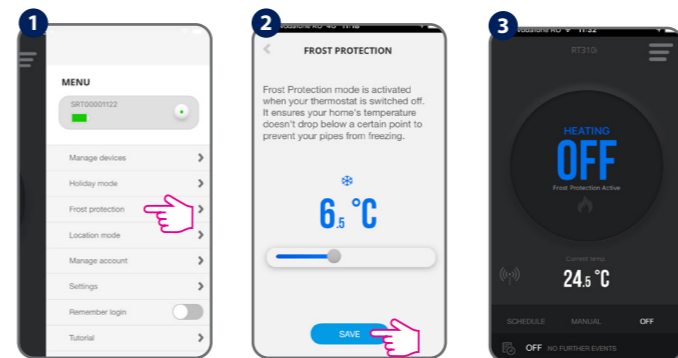 1
MENU
SRT00001122
Manage devices
Holiday mode
Frost protection
Location mode
Manage account
Settings
Remember login
Tutorial
2
FROST PROTECTION
Frost Protection mode is activated
when your thermostat is switched off.
It ensures your home's temperature
doesn't drop below a certain point to
prevent your pipes from freezing.
6.5 °C
SAVE
3
11:32
RT310i
HEATING
OFF
Frost Protection Active
Current temp
24.5 °C
SCHEDULE MANUAL OFF
OFF NO FURTHER EVENTS